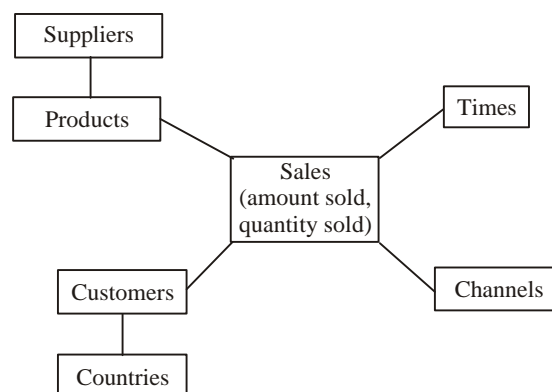 Suppliers
Products
Times
Sales
(amount sold,
quantity sold)
Customers
Channels
Countries